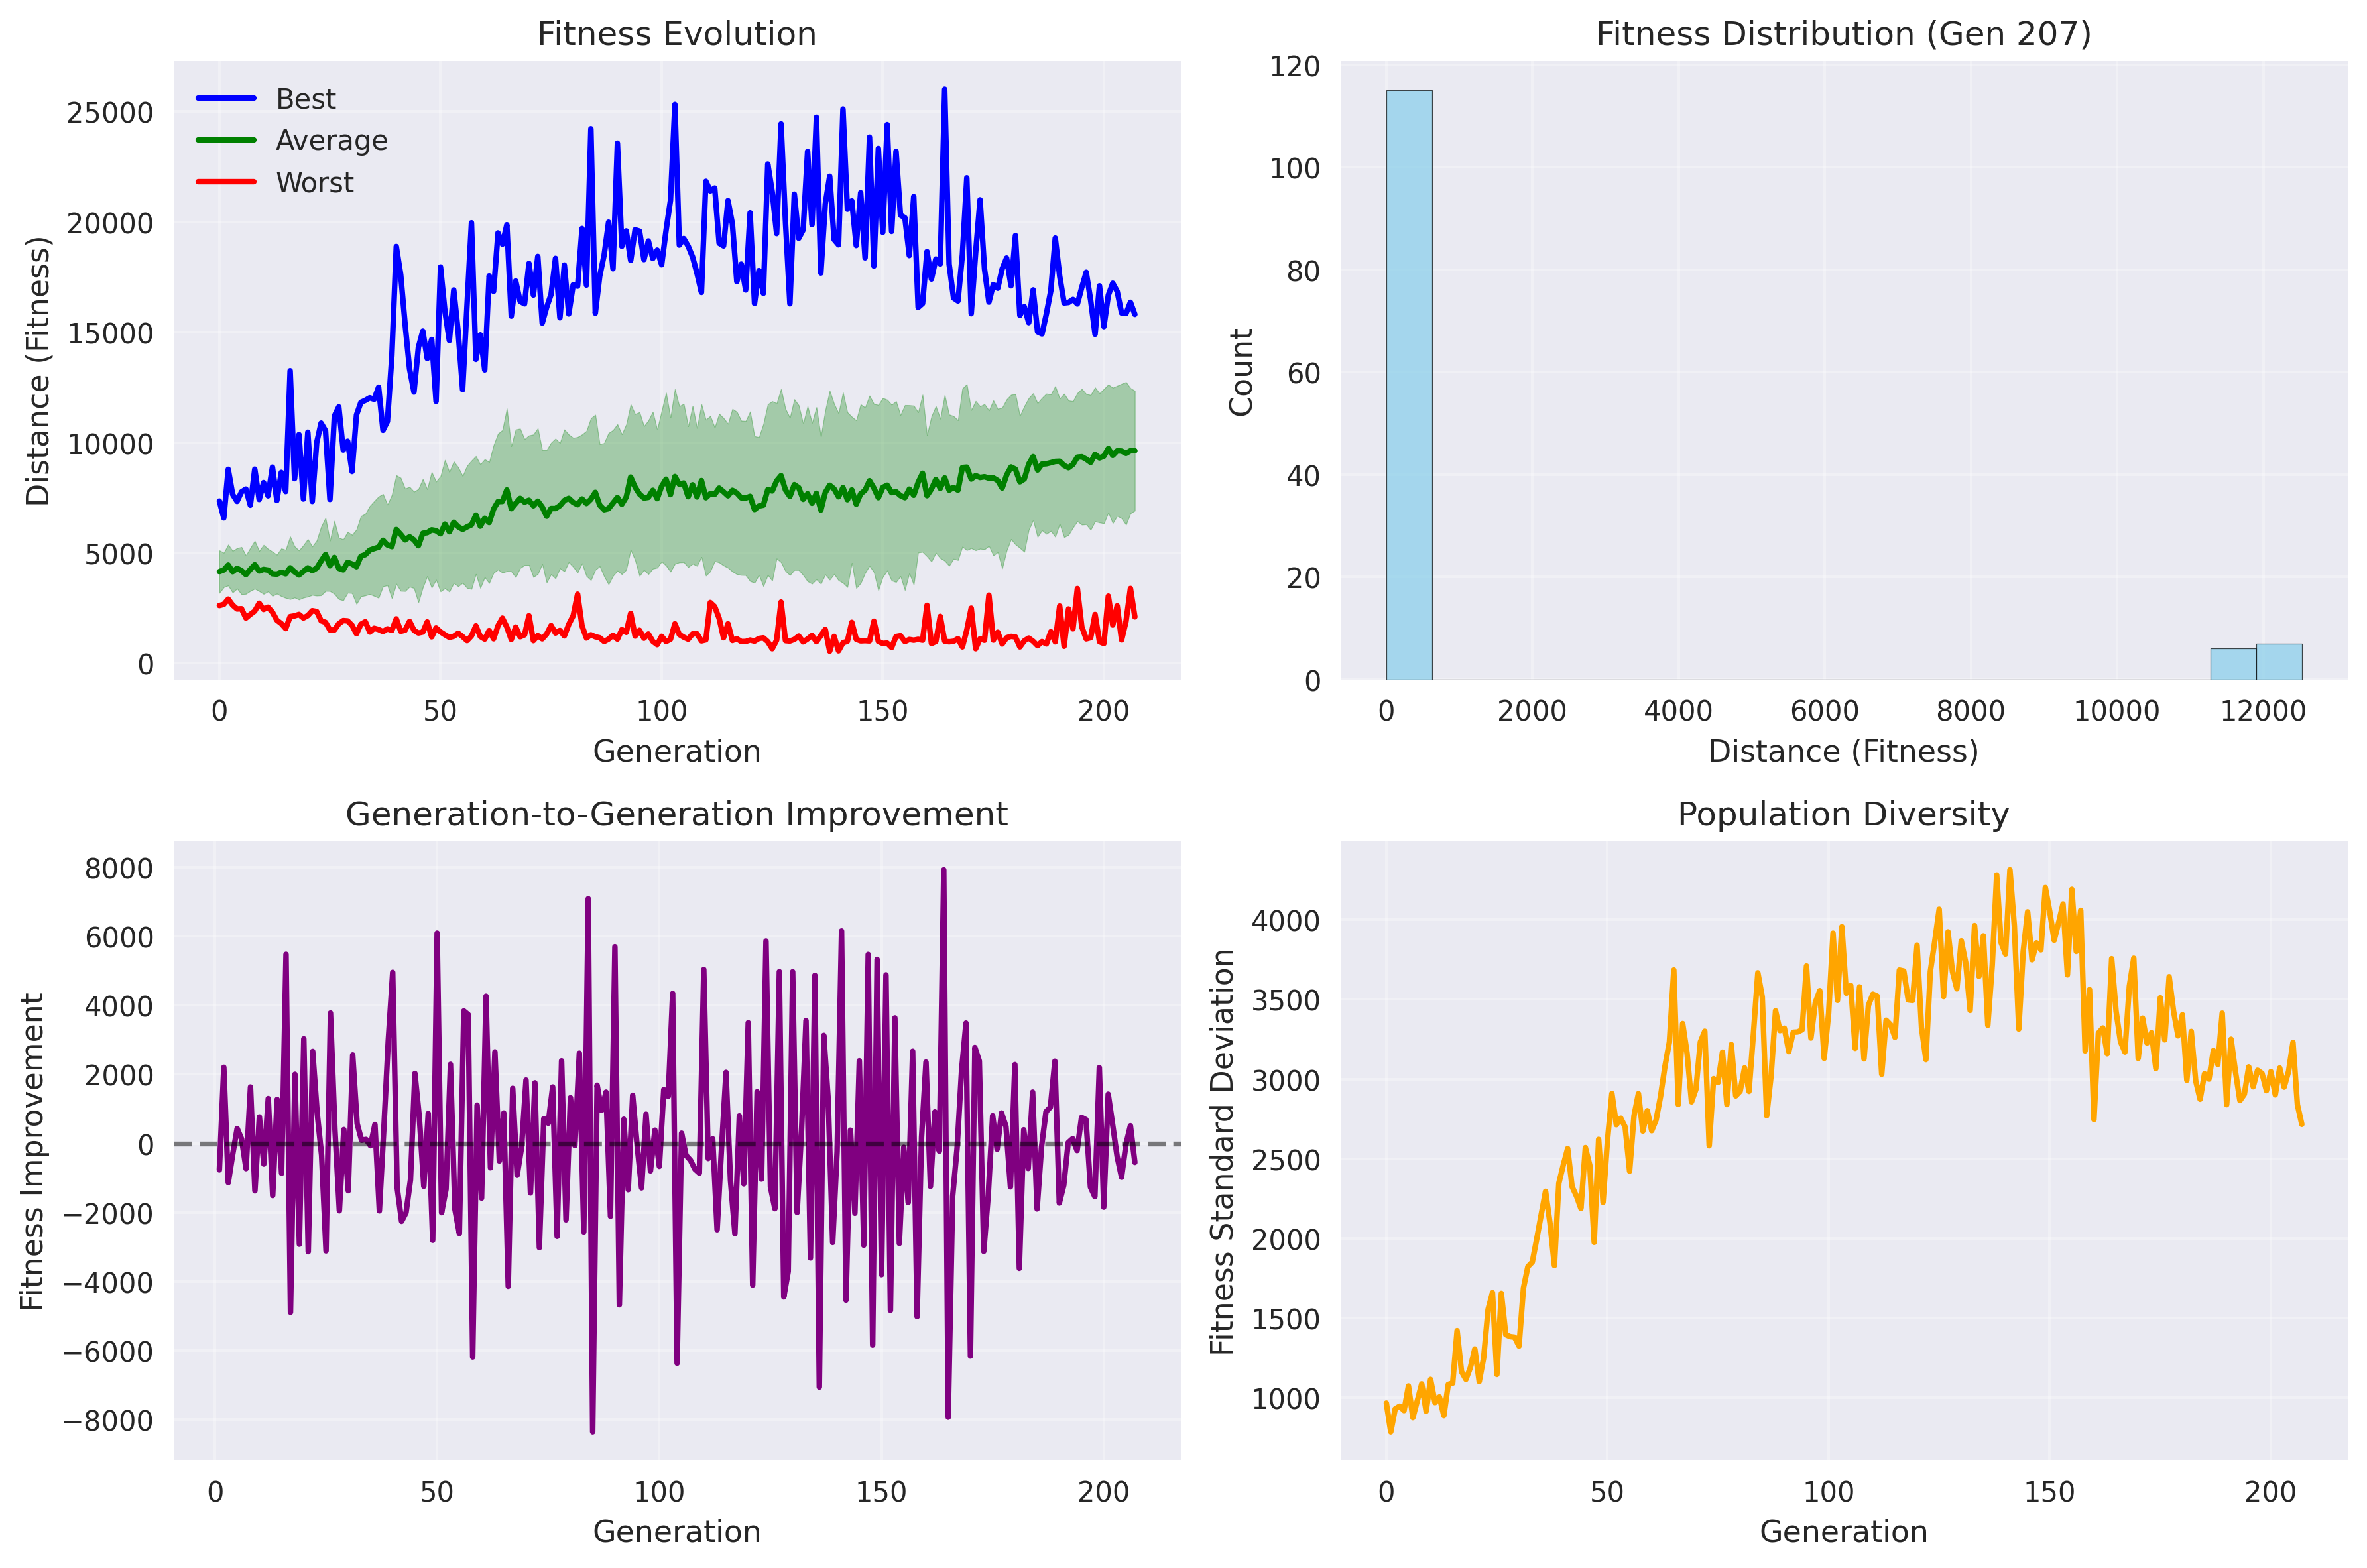 Fitness Evolution
Distance (Fitness)
25000
20000
15000
10000
5000
0
Best
Average
Worst
0 50 100 150 200
Generation
Fitness Distribution (Gen 207)
Count
120
100
80
60
40
20
0
0 2000 4000 6000 8000 10000 12000
Distance (Fitness)
Generation-to-Generation Improvement
Fitness Improvement
8000
6000
4000
2000
0
−2000
−4000
−6000
−8000
0 50 100 150 200
Generation
Population Diversity
Fitness Standard Deviation
4000
3500
3000
2500
2000
1500
1000
0 50 100 150 200
Generation